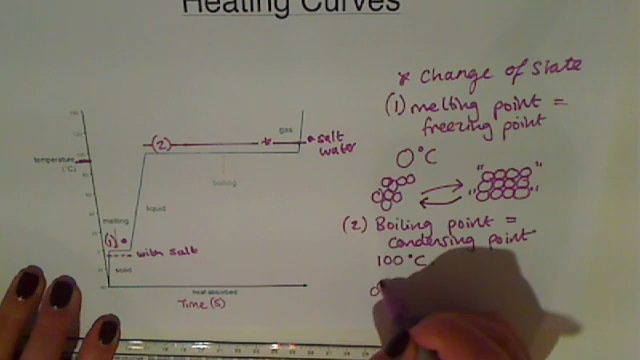 Heating Curves
* Change of State
(1) melting point =
freezing point
0°C
(2) Boiling point =
condensing point
100°C
temperature
(°C)
gas
salt
water
(2)
boiling
liquid
melting
(1)
with salt
solid
heat absorbed
Time (s)